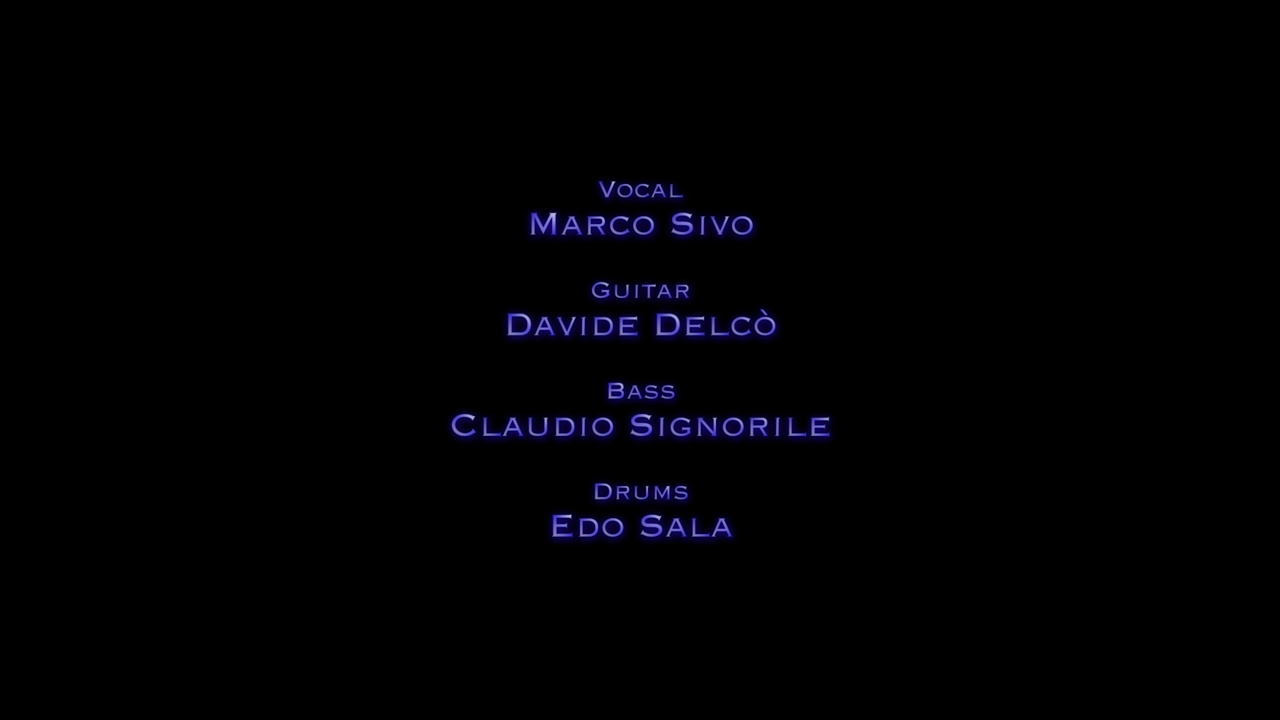 Vocal
Marco Sivo
Guitar
Davide Delcò
Bass
Claudio Signorile
Drums
Edo Sala